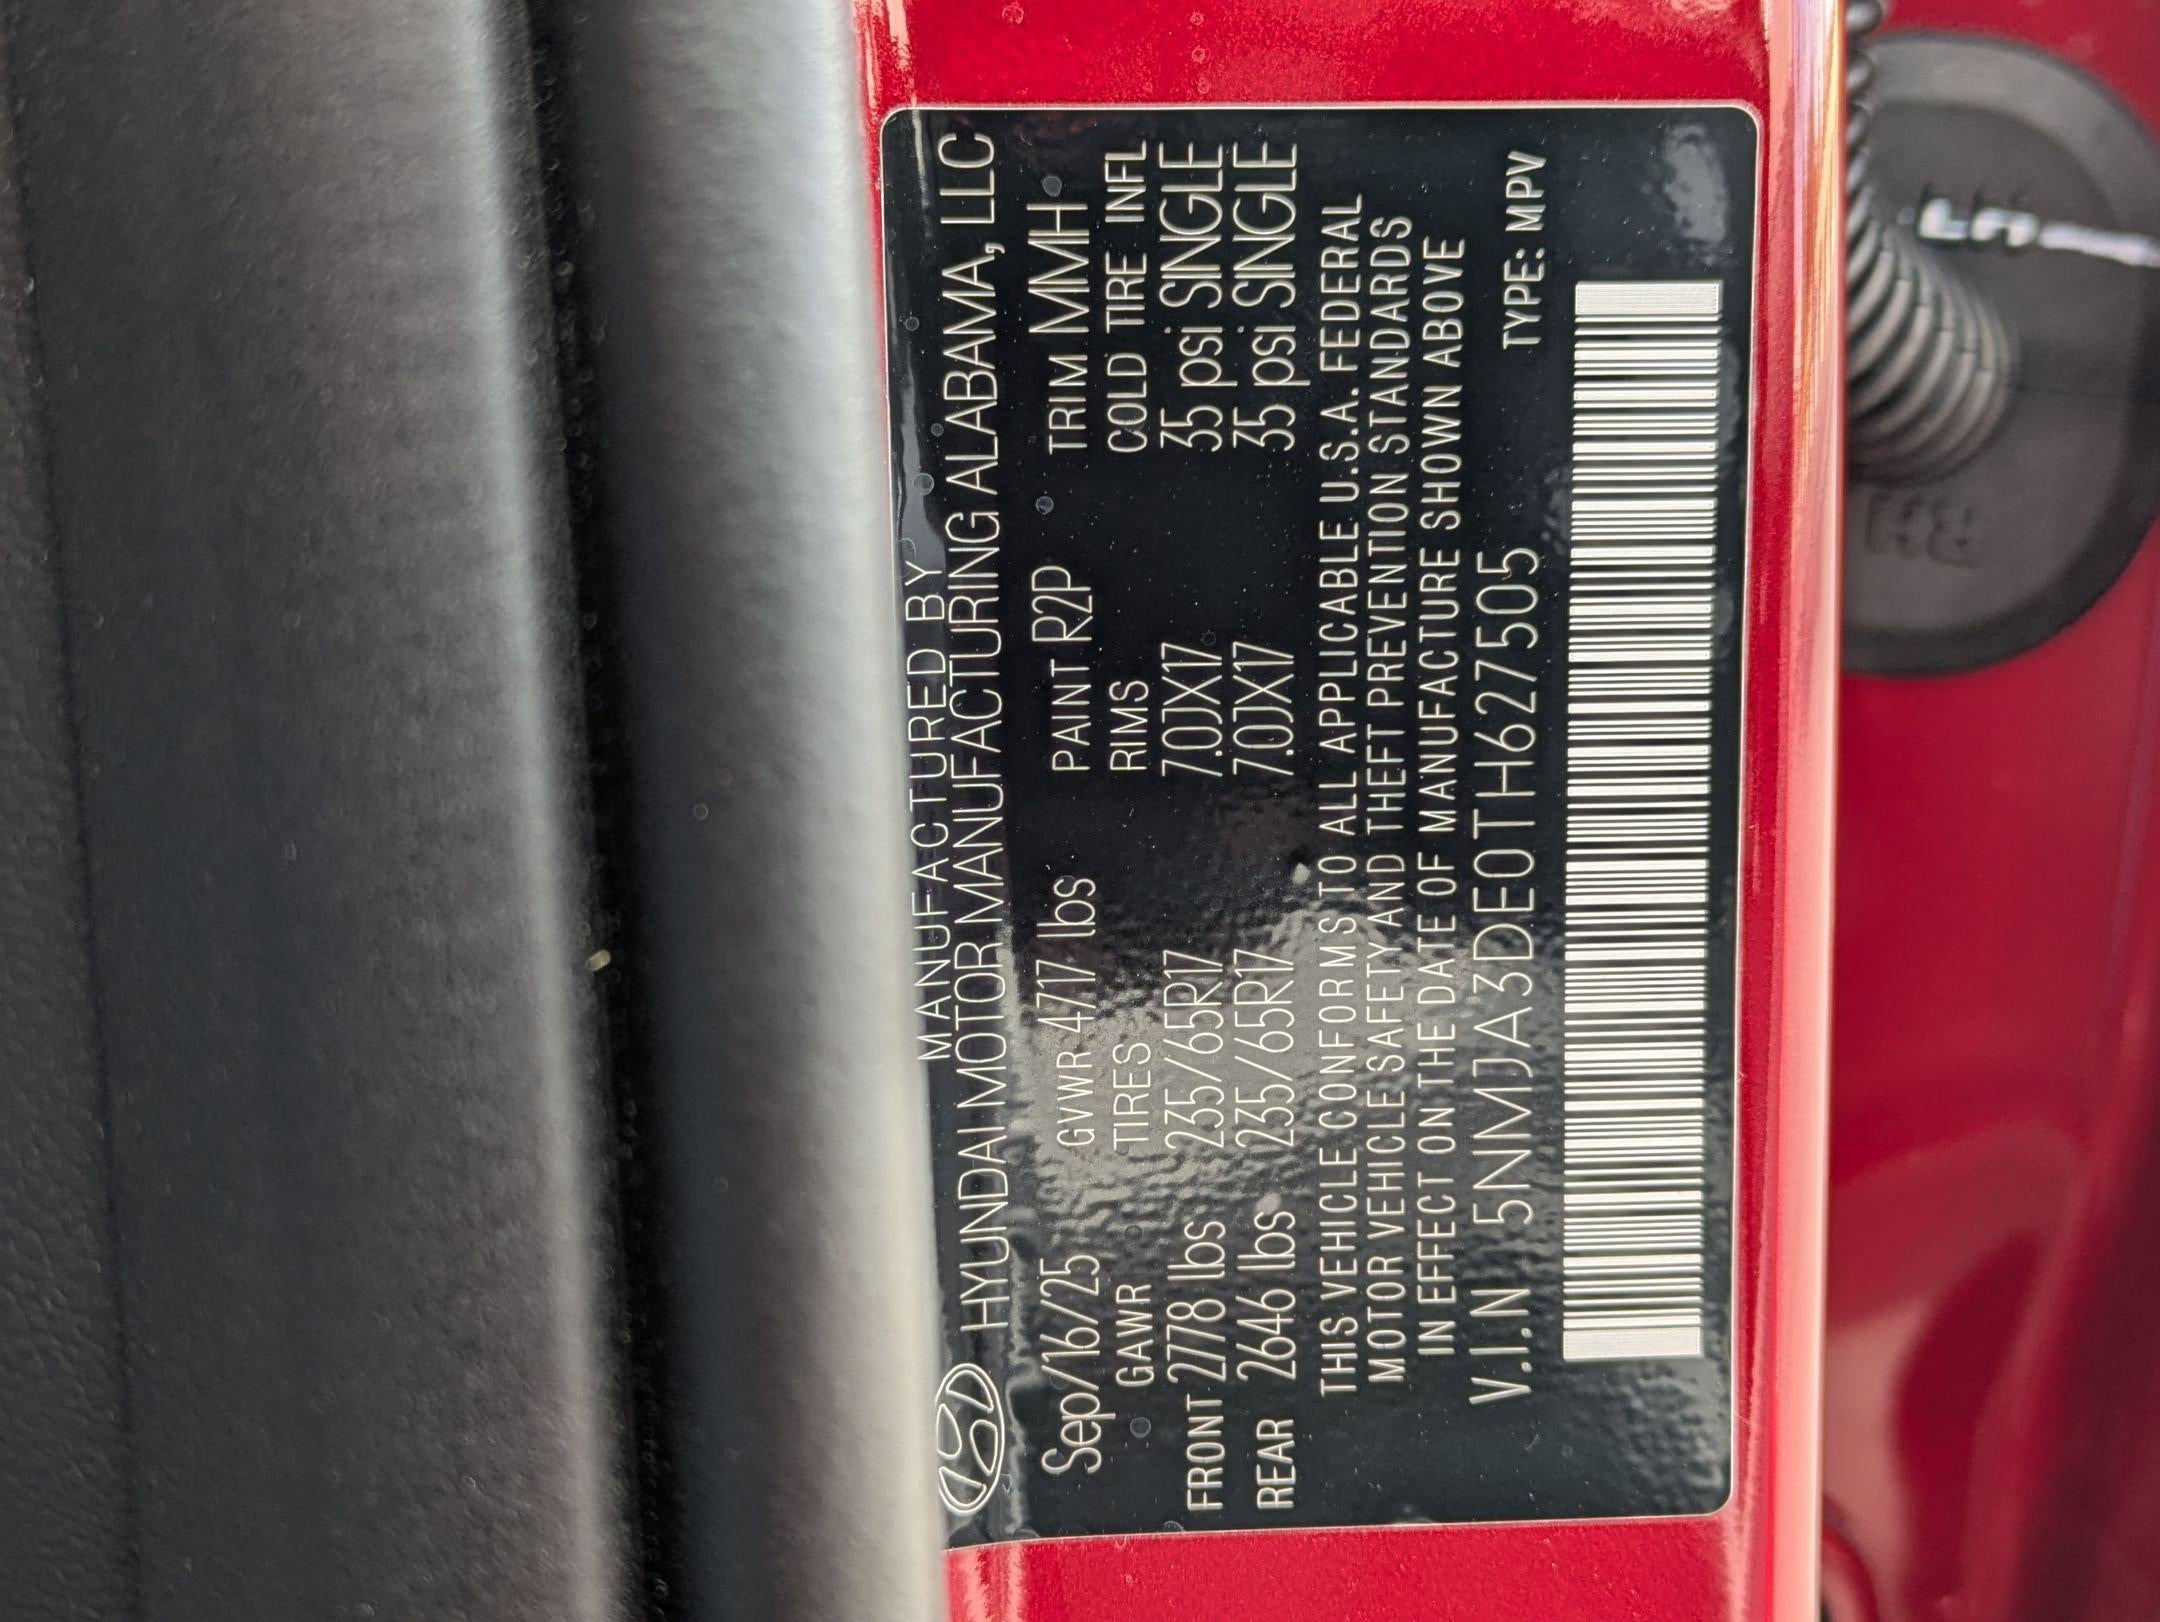 MANUFACTURED BY
HYUNDAI MOTOR MANUFACTURING ALABAMA, LLC
Sep/16/25 GVWR 4717 lbs PAINT R2P TRIM MMH
GAWR TIRES RIMS COLD TIRE INFL
FRONT 2778 lbs 235/65R17 7.0JX17 35 psi SINGLE
REAR 2646 lbs 235/65R17 7.0JX17 35 psi SINGLE
THIS VEHICLE CONFORMS TO ALL APPLICABLE U.S.A. FEDERAL
MOTOR VEHICLE SAFETY AND THEFT PREVENTION STANDARDS
IN EFFECT ON THE DATE OF MANUFACTURE SHOWN ABOVE
V.I.N 5NMJA3DE0TH627505 TYPE: MPV